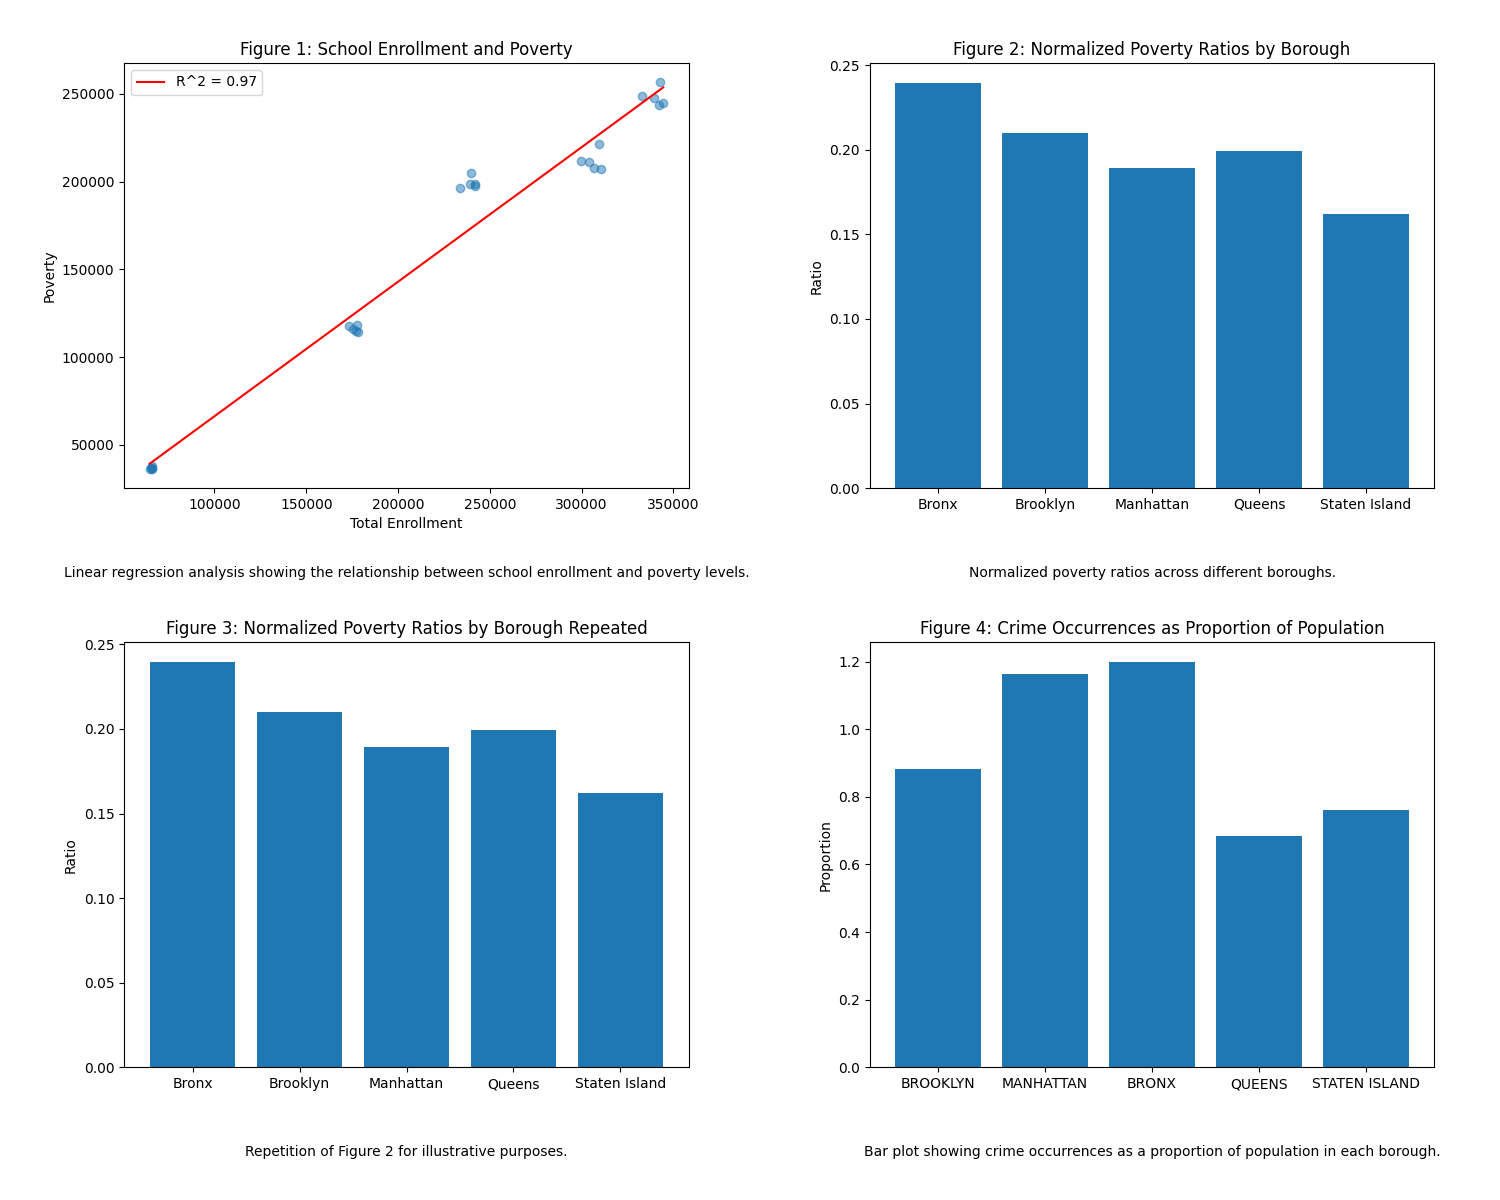 Figure 1: School Enrollment and Poverty
R^2 = 0.97
250000
200000
150000
100000
50000
Poverty
100000 150000 200000 250000 300000 350000
Total Enrollment
Linear regression analysis showing the relationship between school enrollment and poverty levels.
Figure 2: Normalized Poverty Ratios by Borough
0.25
0.20
0.15
0.10
0.05
0.00
Ratio
Bronx Brooklyn Manhattan Queens Staten Island
Normalized poverty ratios across different boroughs.
Figure 3: Normalized Poverty Ratios by Borough Repeated
0.25
0.20
0.15
0.10
0.05
0.00
Ratio
Bronx Brooklyn Manhattan Queens Staten Island
Repetition of Figure 2 for illustrative purposes.
Figure 4: Crime Occurrences as Proportion of Population
1.2
1.0
0.8
0.6
0.4
0.2
0.0
Proportion
BROOKLYN MANHATTAN BRONX QUEENS STATEN ISLAND
Bar plot showing crime occurrences as a proportion of population in each borough.